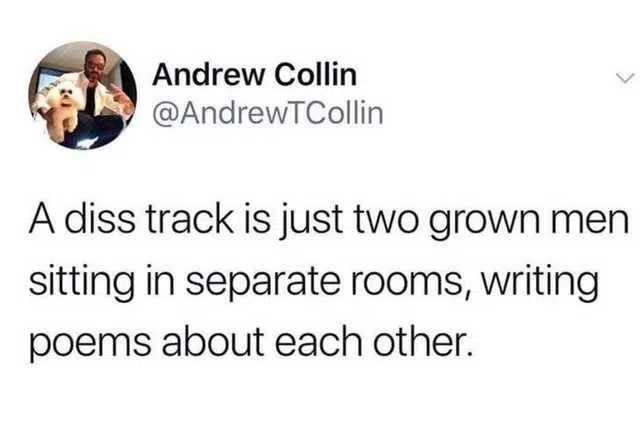 Andrew Collin
@AndrewTCollin
A diss track is just two grown men
sitting in separate rooms, writing
poems about each other.